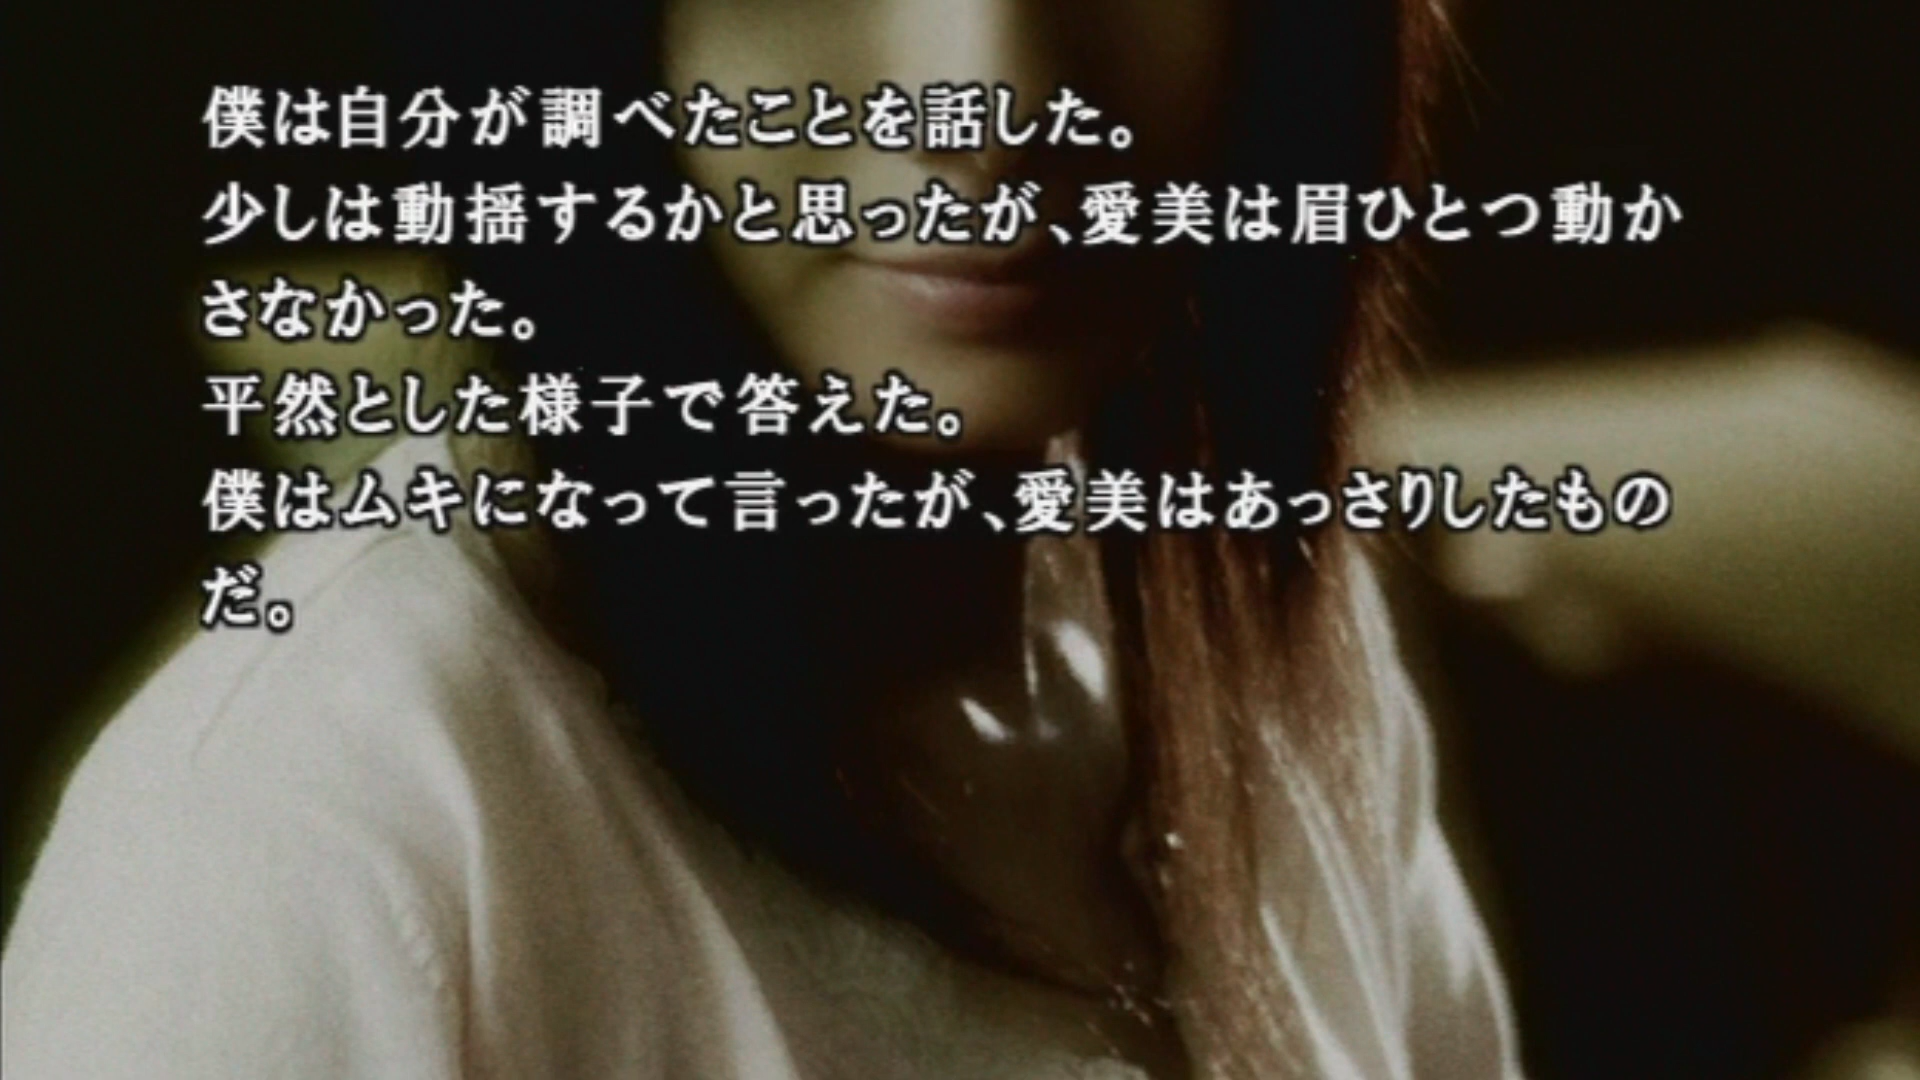 僕は自分が調べたことを話した。
少しは動揺するかと思ったが、愛美は眉ひとつ動か
さなかった。
平然とした様子で答えた。
僕はムキになって言ったが、愛美はあっさりしたもの
だ。